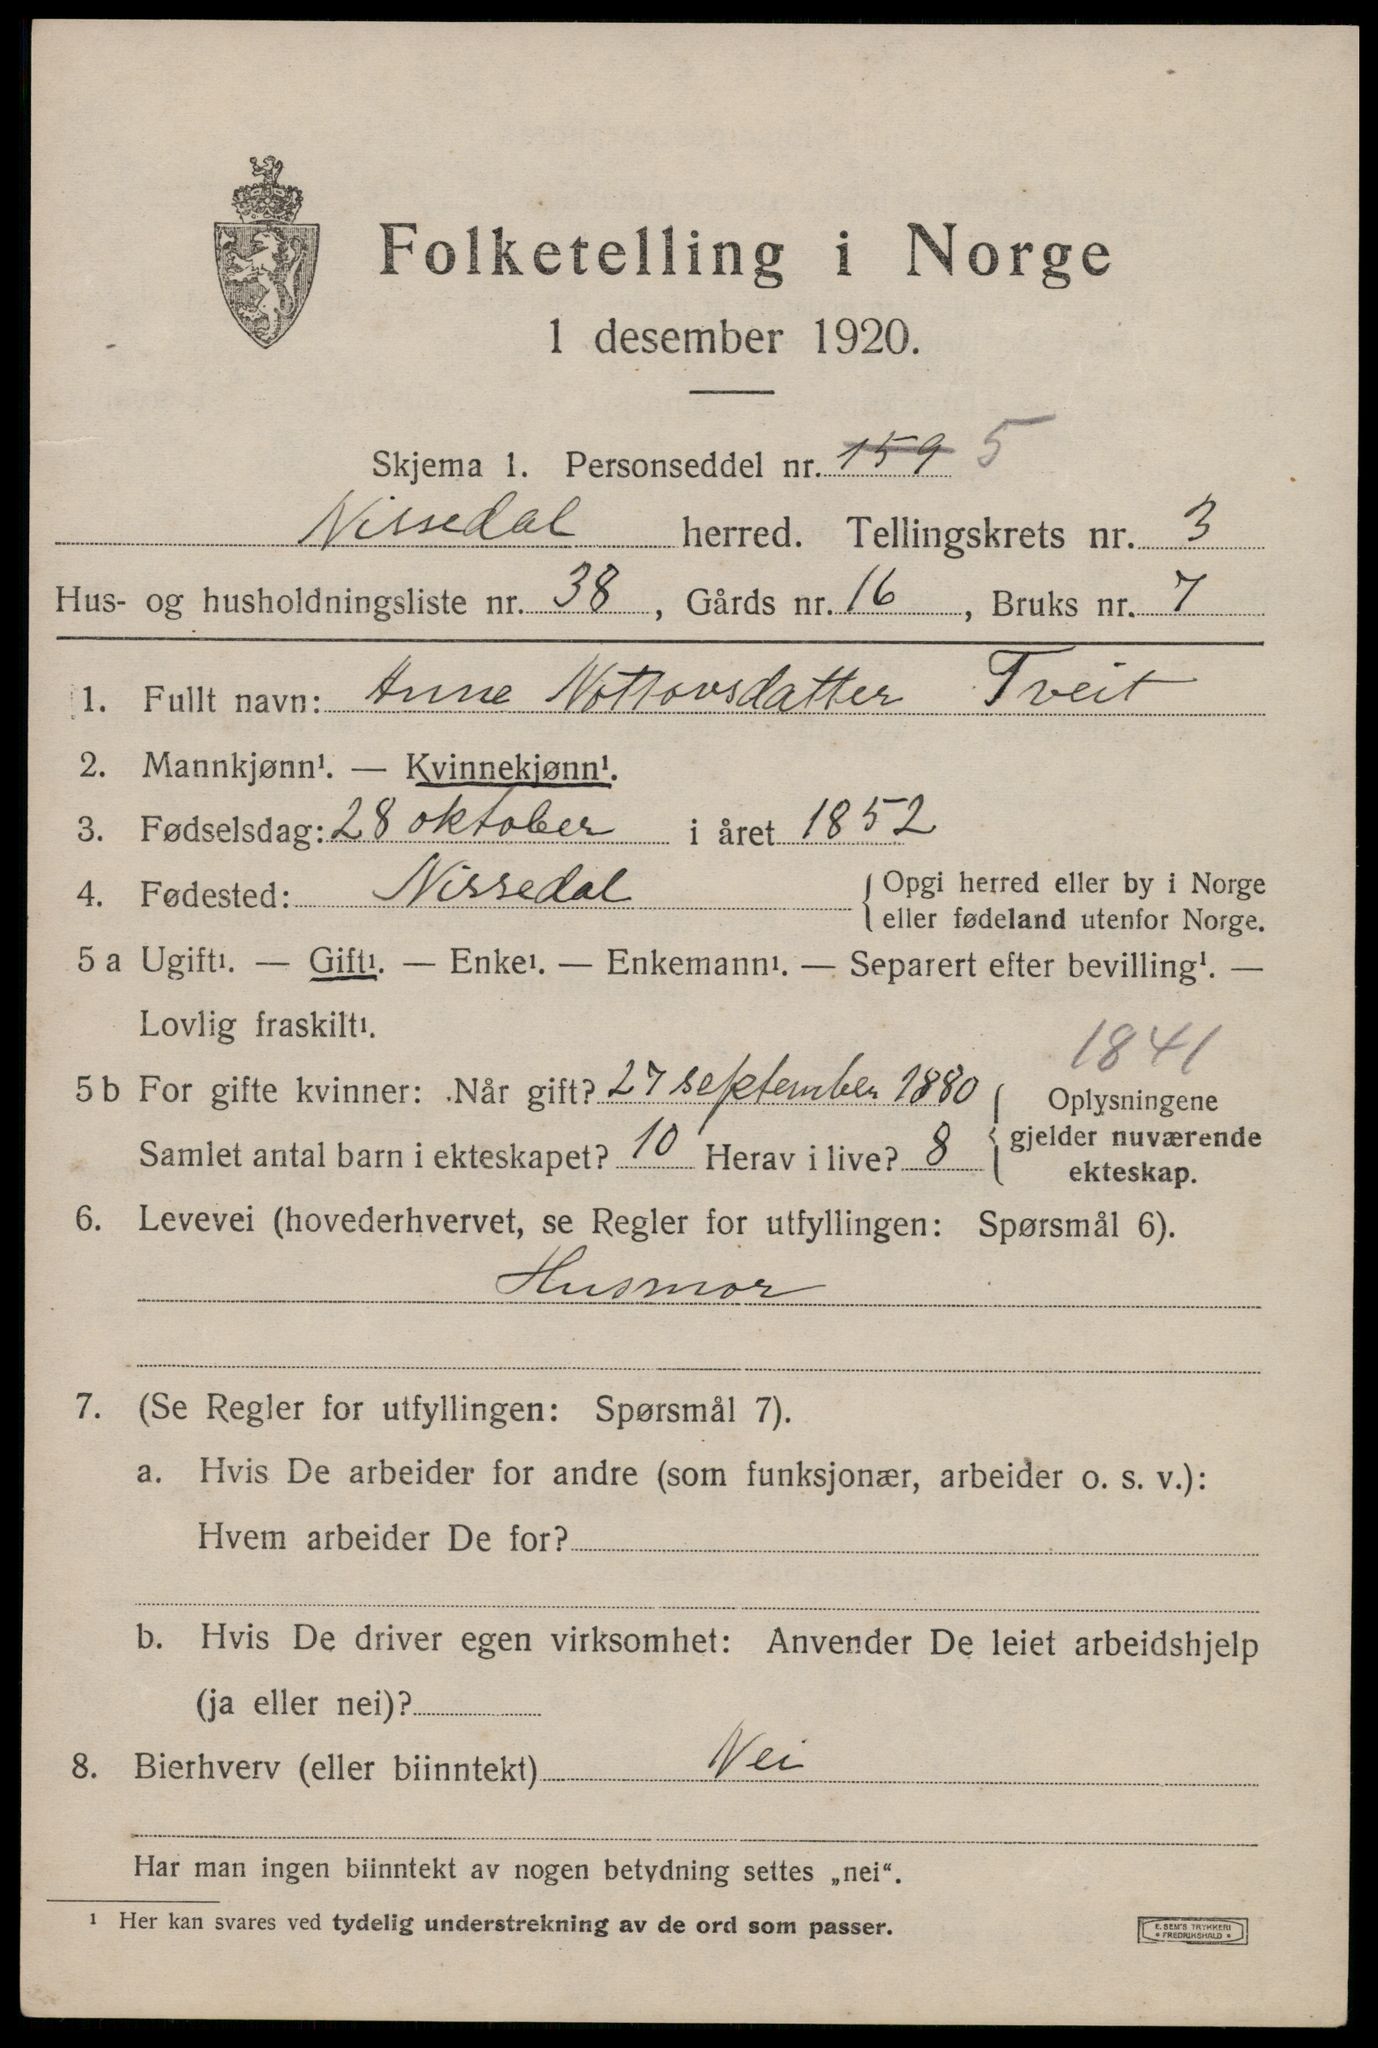 Folketelling i Norge
1 desember 1920.
Skjema 1. Personseddel nr. 159 5
Nissedal herred. Tellingskrets nr. 3
Hus- og husholdningsliste nr. 38, Gårds nr. 16, Bruks nr. 7
1. Fullt navn: Anne Nottovsdatter Tveit
2. Mannkjønn¹. — Kvinnekjønn¹.
3. Fødselsdag: 28 oktober i året 1852
4. Fødested: Nissedal { Opgi herred eller by i Norge
eller fødeland utenfor Norge.
5 a Ugift¹. — Gift¹. — Enke¹. — Enkemann¹. — Separert efter bevilling¹. —
Lovlig fraskilt¹.
1841
5 b For gifte kvinner: Når gift? 27 september 1880 { Oplysningene
gjelder nuværende
Samlet antal barn i ekteskapet? 10 Herav i live? 8
ekteskap.
6. Levevei (hovederhvervet, se Regler for utfyllingen: Spørsmål 6).
Husmor
7. (Se Regler for utfyllingen: Spørsmål 7).
a. Hvis De arbeider for andre (som funksjonær, arbeider o. s. v.):
Hvem arbeider De for?
b. Hvis De driver egen virksomhet: Anvender De leiet arbeidshjelp
(ja eller nei)?
8. Bierhverv (eller biinntekt) Nei
Har man ingen biinntekt av nogen betydning settes „nei“.
¹ Her kan svares ved tydelig understrekning av de ord som passer.
E. SEM'S TRYKKERI
• FREDRIKSHALD •